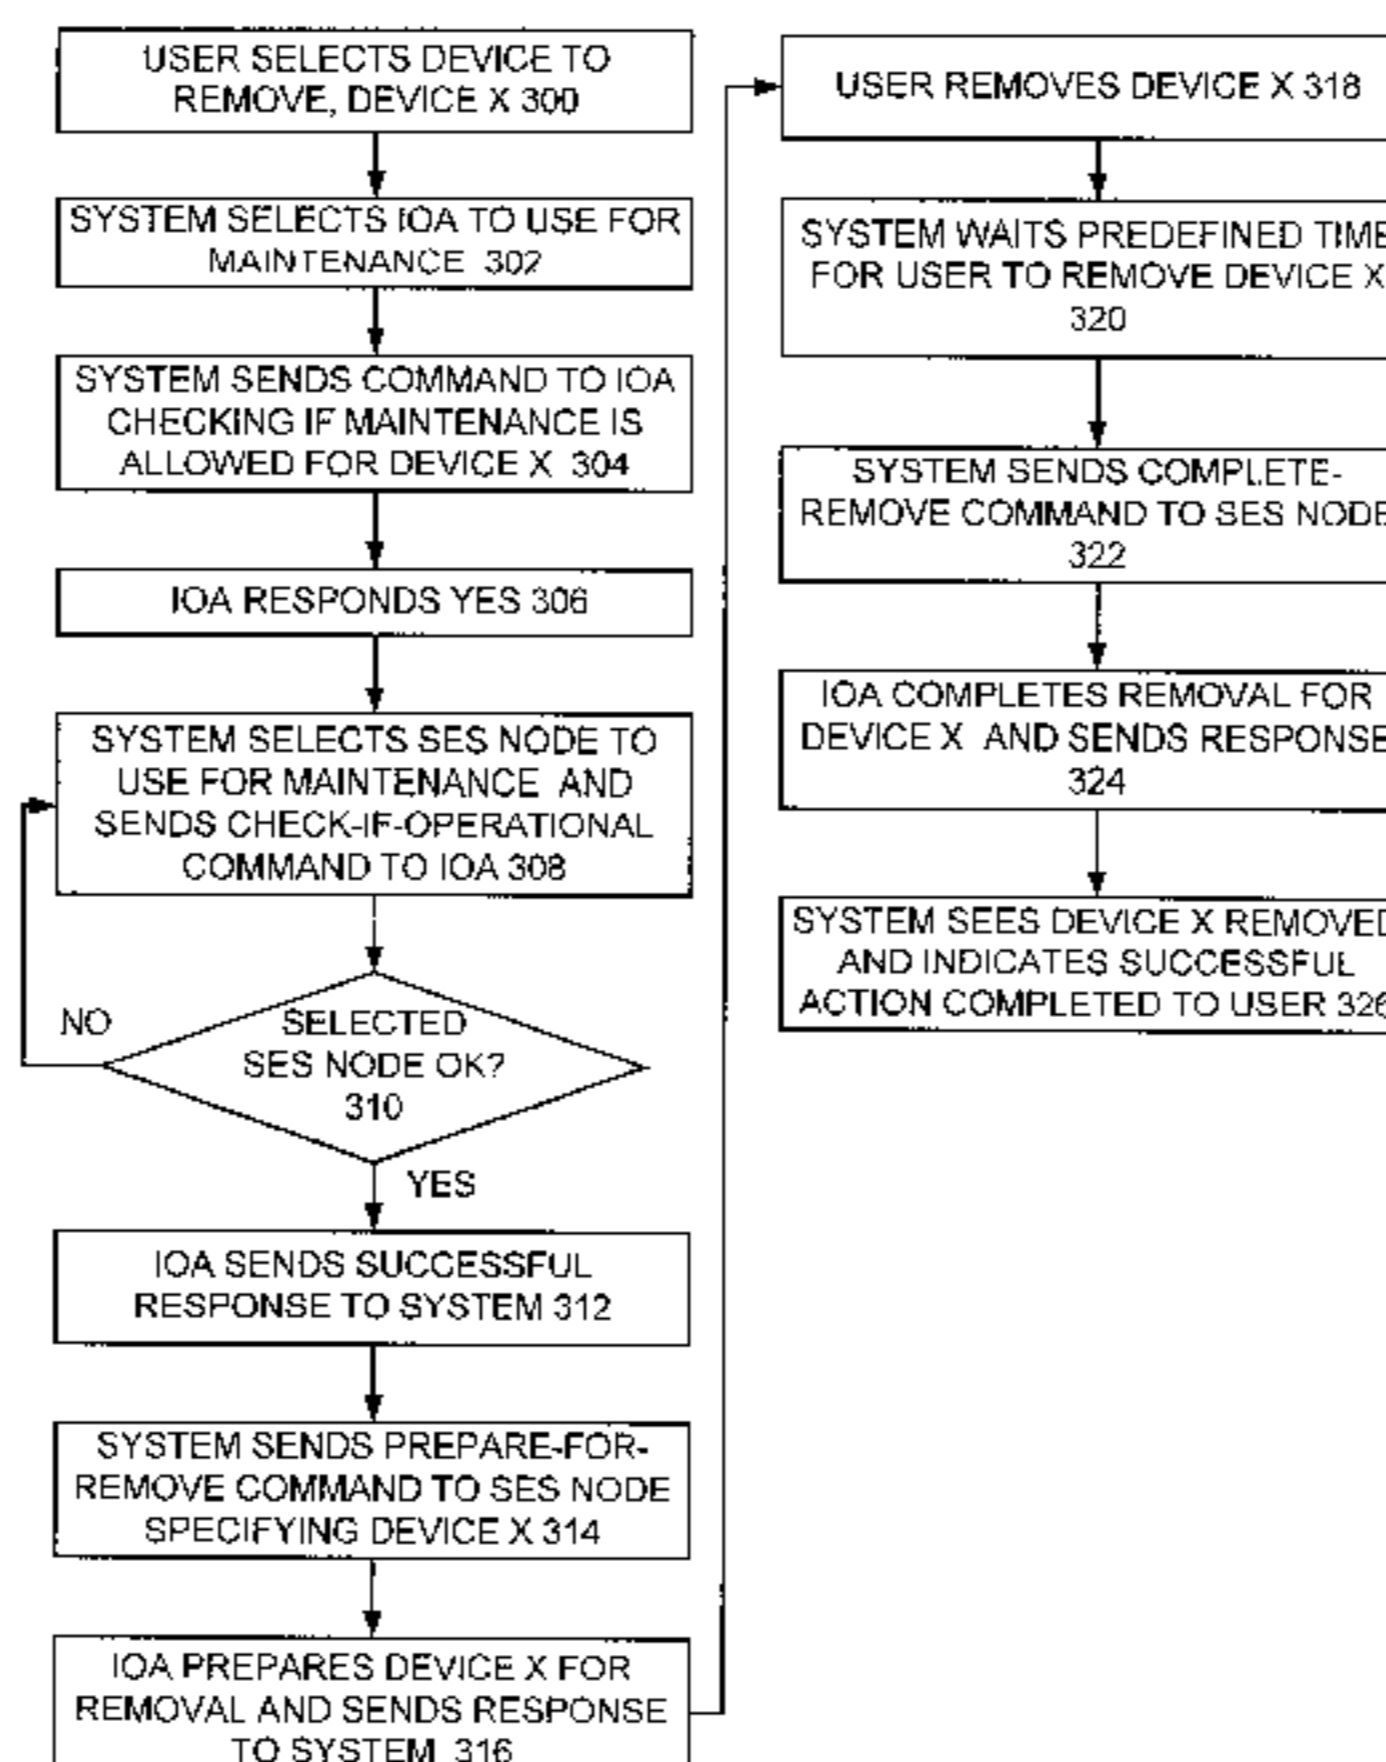 USER SELECTS DEVICE TO
REMOVE, DEVICE X 300
SYSTEM SELECTS IOA TO USE FOR
MAINTENANCE 302
SYSTEM SENDS COMMAND TO IOA
CHECKING IF MAINTENANCE IS
ALLOWED FOR DEVICE X 304
IOA RESPONDS YES 306
SYSTEM SELECTS SES NODE TO
USE FOR MAINTENANCE AND
SENDS CHECK-IF-OPERATIONAL
COMMAND TO IOA 308
NO
SELECTED
SES NODE OK?
310
YES
IOA SENDS SUCCESSFUL
RESPONSE TO SYSTEM 312
SYSTEM SENDS PREPARE-FOR-
REMOVE COMMAND TO SES NODE
SPECIFYING DEVICE X 314
IOA PREPARES DEVICE X FOR
REMOVAL AND SENDS RESPONSE
TO SYSTEM 316
USER REMOVES DEVICE X 318
SYSTEM WAITS PREDEFINED TIME
FOR USER TO REMOVE DEVICE X
320
SYSTEM SENDS COMPLETE-
REMOVE COMMAND TO SES NODE
322
IOA COMPLETES REMOVAL FOR
DEVICE X AND SENDS RESPONSE
324
SYSTEM SEES DEVICE X REMOVED
AND INDICATES SUCCESSFUL
ACTION COMPLETED TO USER 326